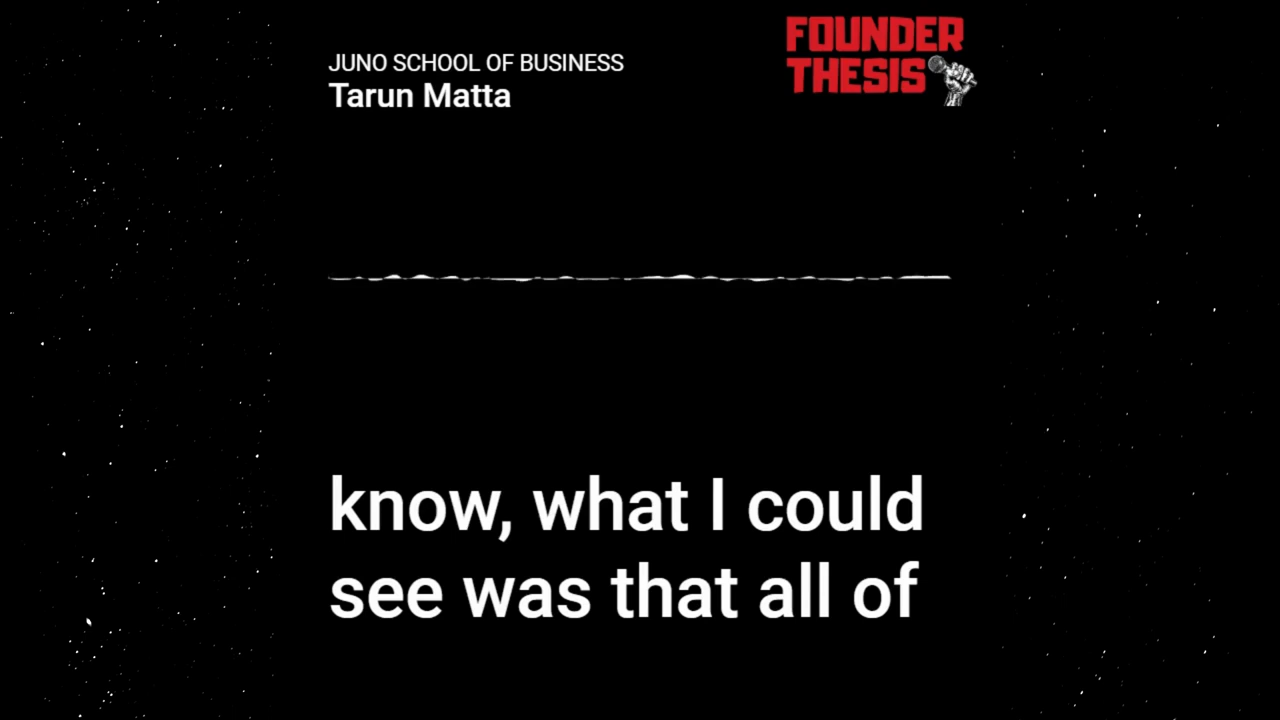 JUNO SCHOOL OF BUSINESS
Tarun Matta
FOUNDER
THESIS
know, what I could
see was that all of